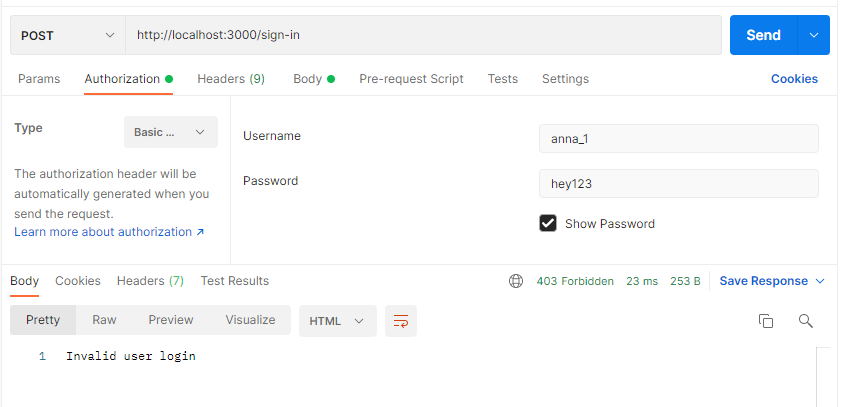 POST http://localhost:3000/sign-in Send
Params Authorization Headers (9) Body Pre-request Script Tests Settings Cookies
Type Basic ...
The authorization header will be
automatically generated when you
send the request.
Learn more about authorization ↗
Username anna_1
Password hey123
Show Password
Body Cookies Headers (7) Test Results 403 Forbidden 23 ms 253 B Save Response
Pretty Raw Preview Visualize HTML
1 Invalid user login